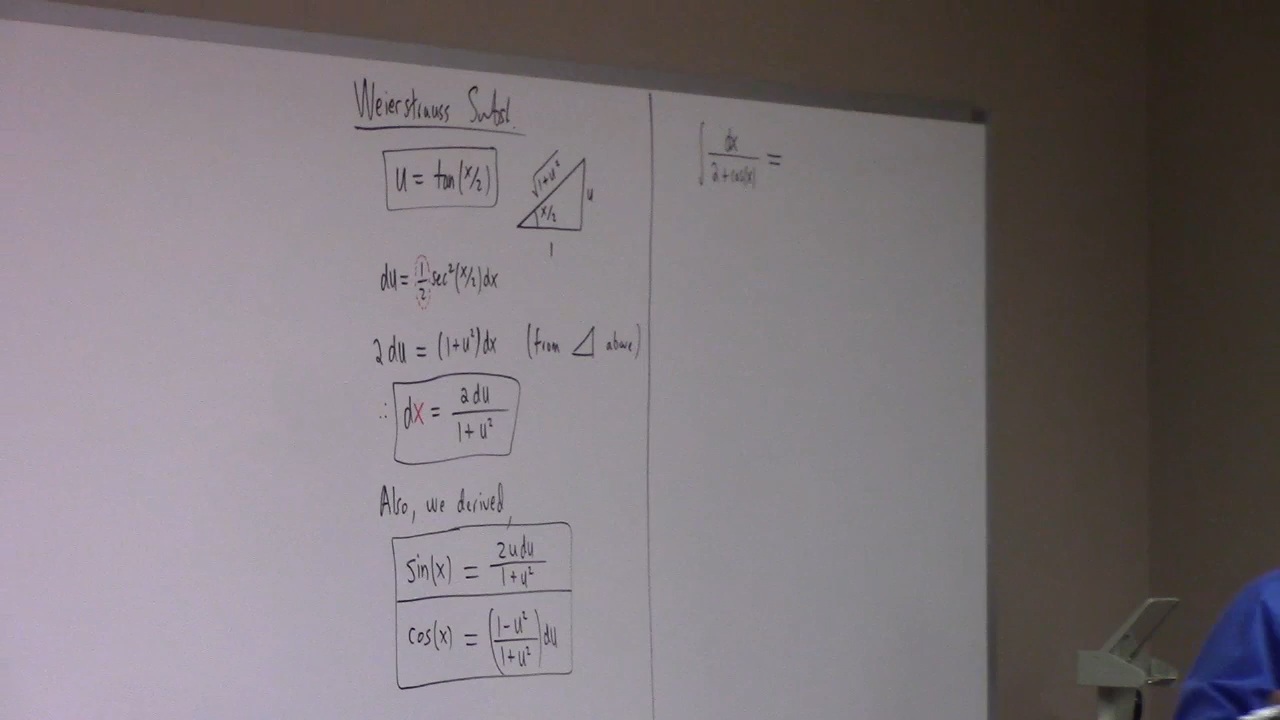 Weierstrauss Subst.
u = tan(x/2)
√1+u²
x/2
u
1
du = 1/2 sec²(x/2)dx
2du = (1+u²)dx (from △ above)
∴ dx = 2du/1+u²
Also, we derived,
sin(x) = 2u du/1+u²
cos(x) = (1-u²/1+u²)du
∫ dx/2+cos(x) =